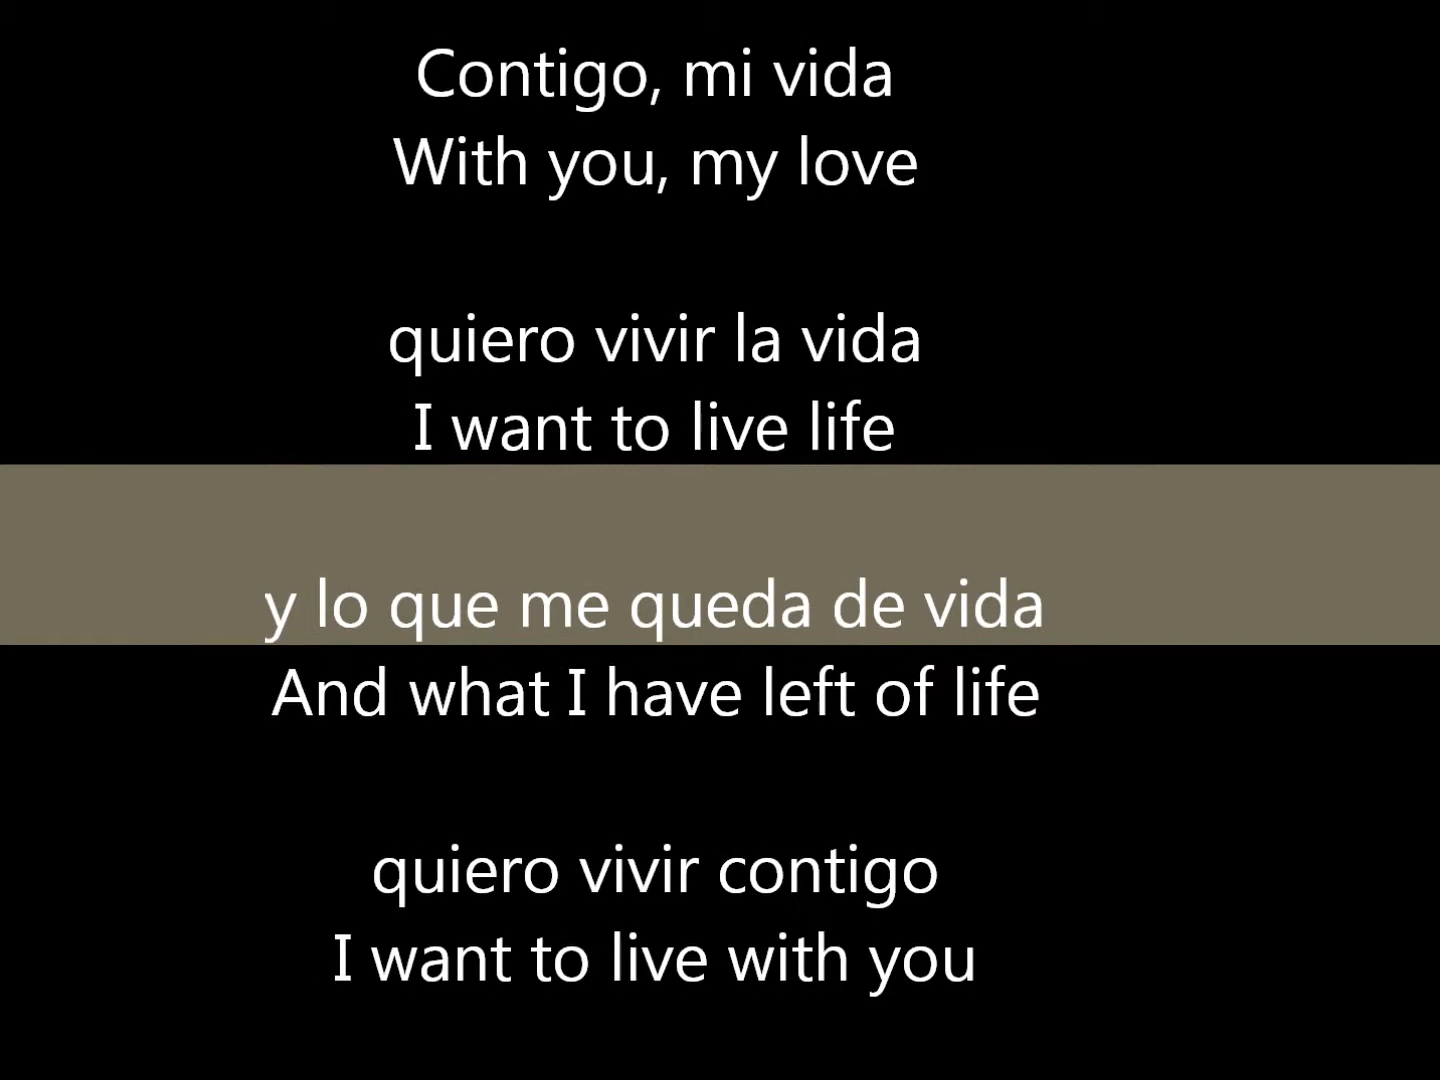 Contigo, mi vida
With you, my love
quiero vivir la vida
I want to live life
y lo que me queda de vida
And what I have left of life
quiero vivir contigo
I want to live with you